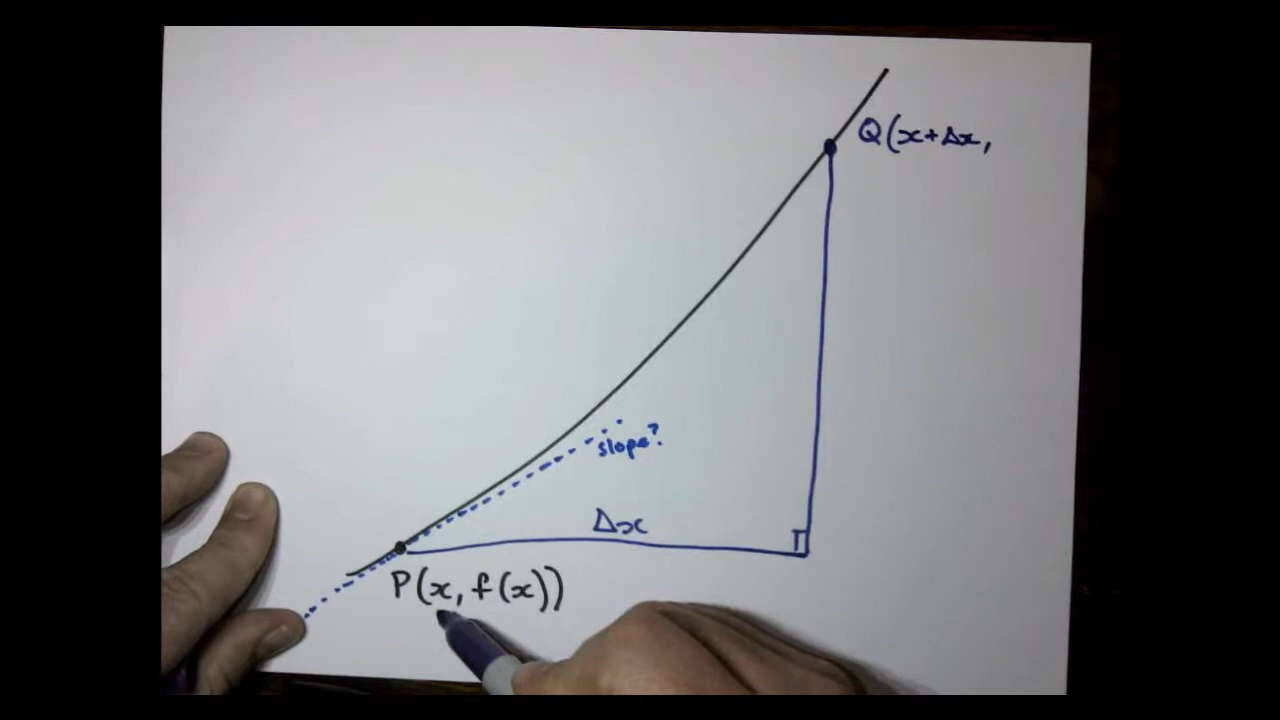 Q(x+Δx,
slope?
Δx
P(x, f(x))